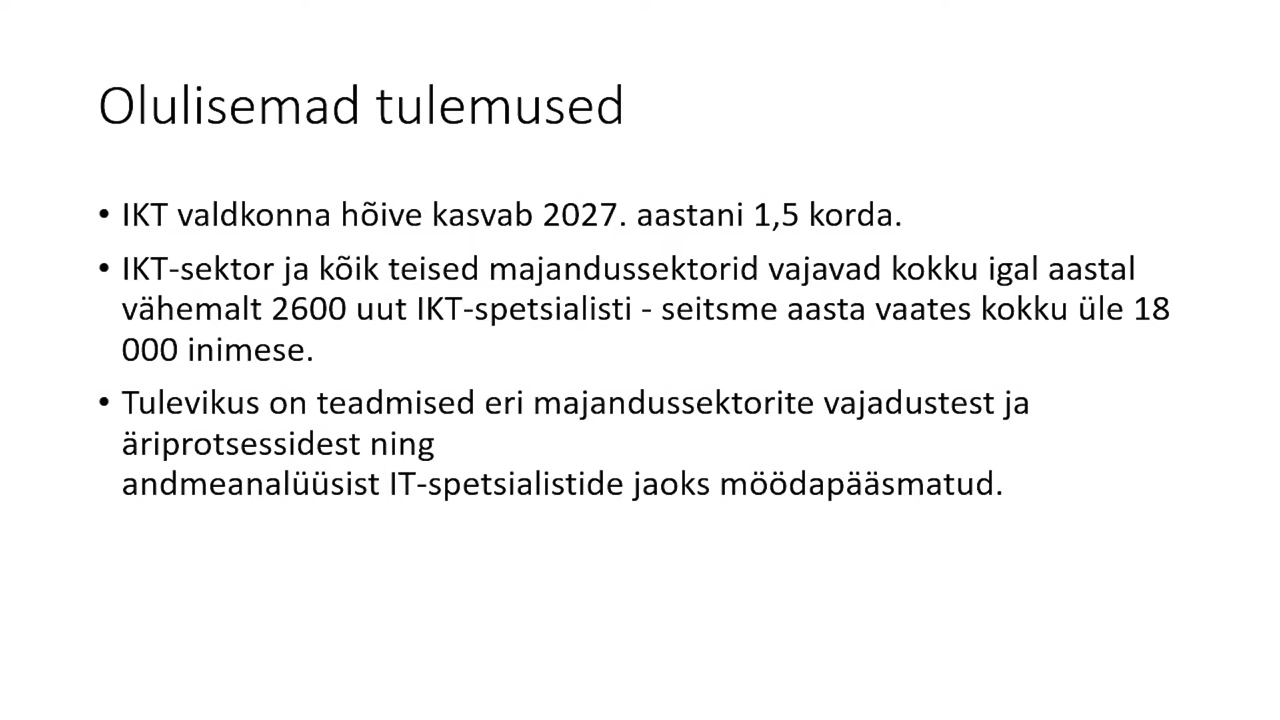 Olulisemad tulemused
• IKT valdkonna hõive kasvab 2027. aastani 1,5 korda.
• IKT-sektor ja kõik teised majandussektorid vajavad kokku igal aastal
vähemalt 2600 uut IKT-spetsialisti - seitsme aasta vaates kokku üle 18
000 inimese.
• Tulevikus on teadmised eri majandussektorite vajadustest ja
äriprotsessidest ning
andmeanalüüsist IT-spetsialistide jaoks möödapääsmatud.